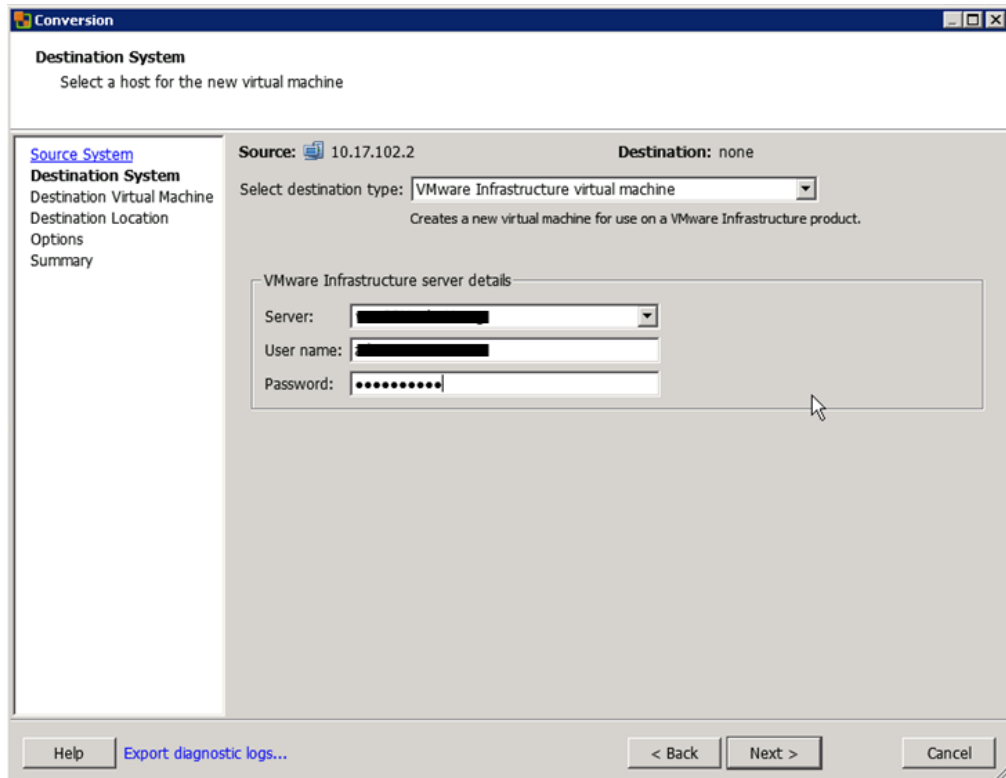 Conversion
Destination System
Select a host for the new virtual machine
Source System
Destination System
Destination Virtual Machine
Destination Location
Options
Summary
Source: 10.17.102.2 Destination: none
Select destination type: VMware Infrastructure virtual machine
Creates a new virtual machine for use on a VMware Infrastructure product.
VMware Infrastructure server details
Server:
User name:
Password: ●●●●●●●●●●
Help Export diagnostic logs... < Back Next > Cancel